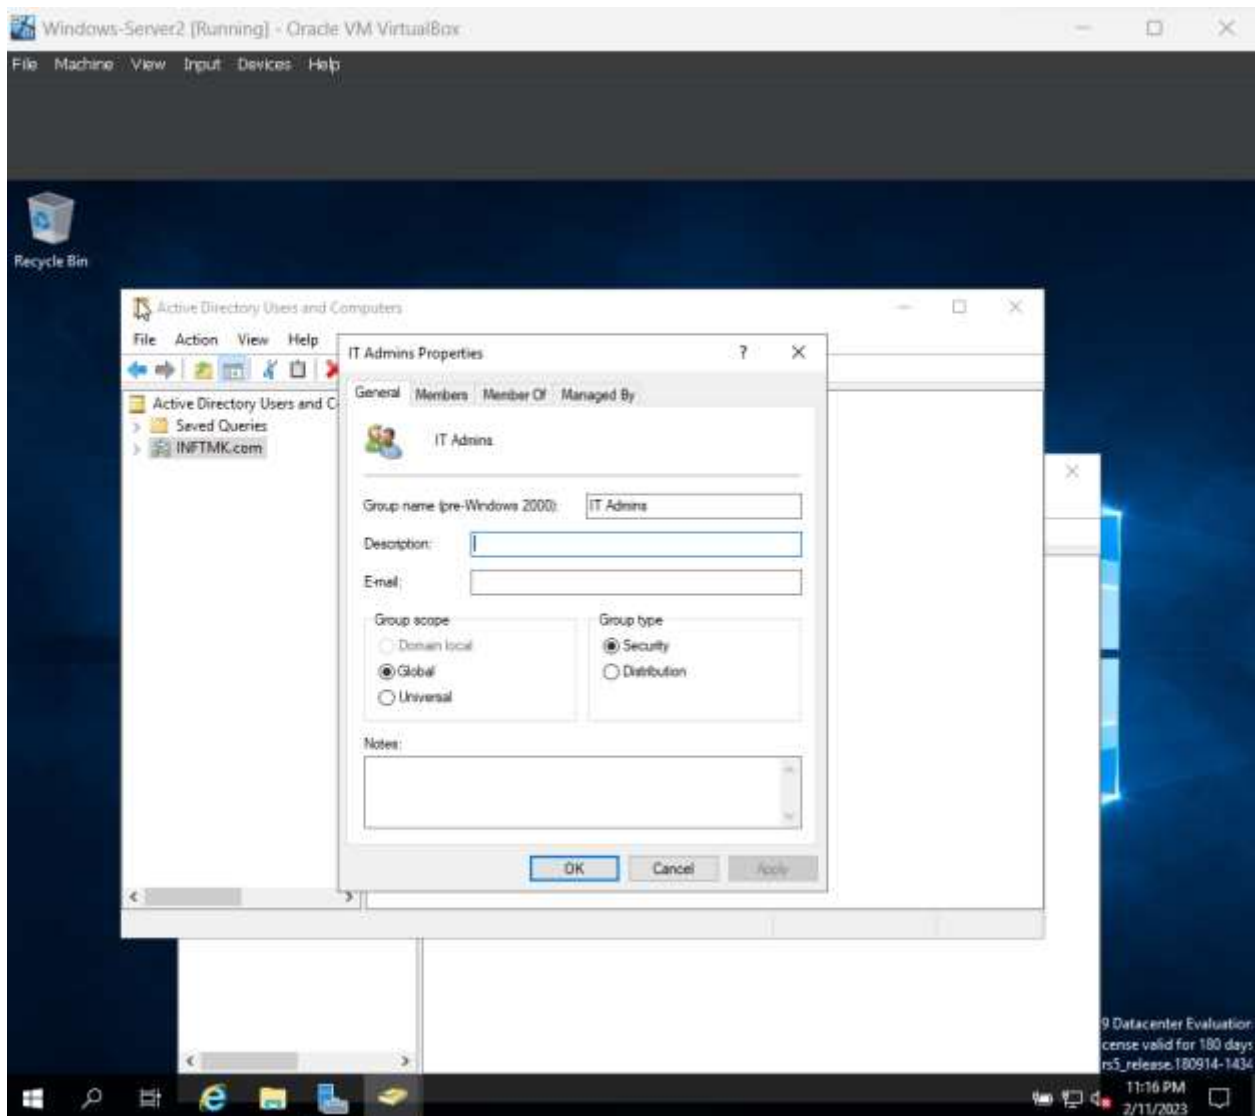 Windows-Server2 [Running] - Oracle VM VirtualBox
File Machine View Input Devices Help
Recycle Bin
Active Directory Users and Computers
File Action View Help
IT Admins Properties
?
General Members Member Of Managed By
Active Directory Users and C
Saved Queries
INFTMK.com
IT Admins
Group name (pre-Windows 2000): IT Admins
Description:
E-mail:
Group scope
Domain local
Global
Universal
Group type
Security
Distribution
Notes:
OK Cancel Apply
9 Datacenter Evaluation
cense valid for 180 days
rs5_release.180914-1434
11:16 PM
2/11/2023